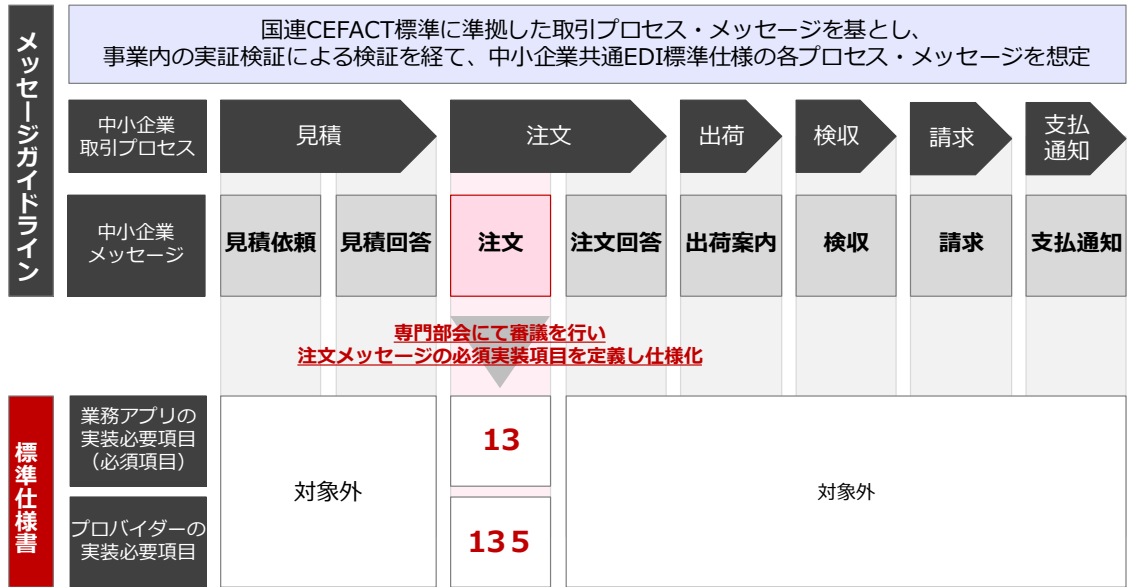 メッセージガイドライン
国連CEFACT標準に準拠した取引プロセス・メッセージを基とし、
事業内の実証検証による検証を経て、中小企業共通EDI標準仕様の各プロセス・メッセージを想定
中小企業
取引プロセス
見積
注文
出荷
検収
請求
支払
通知
中小企業
メッセージ
見積依頼
見積回答
注文
注文回答
出荷案内
検収
請求
支払通知
専門部会にて審議を行い
注文メッセージの必須実装項目を定義し仕様化
標準仕様書
業務アプリの
実装必要項目
（必須項目）
プロバイダーの
実装必要項目
対象外
13
135
対象外